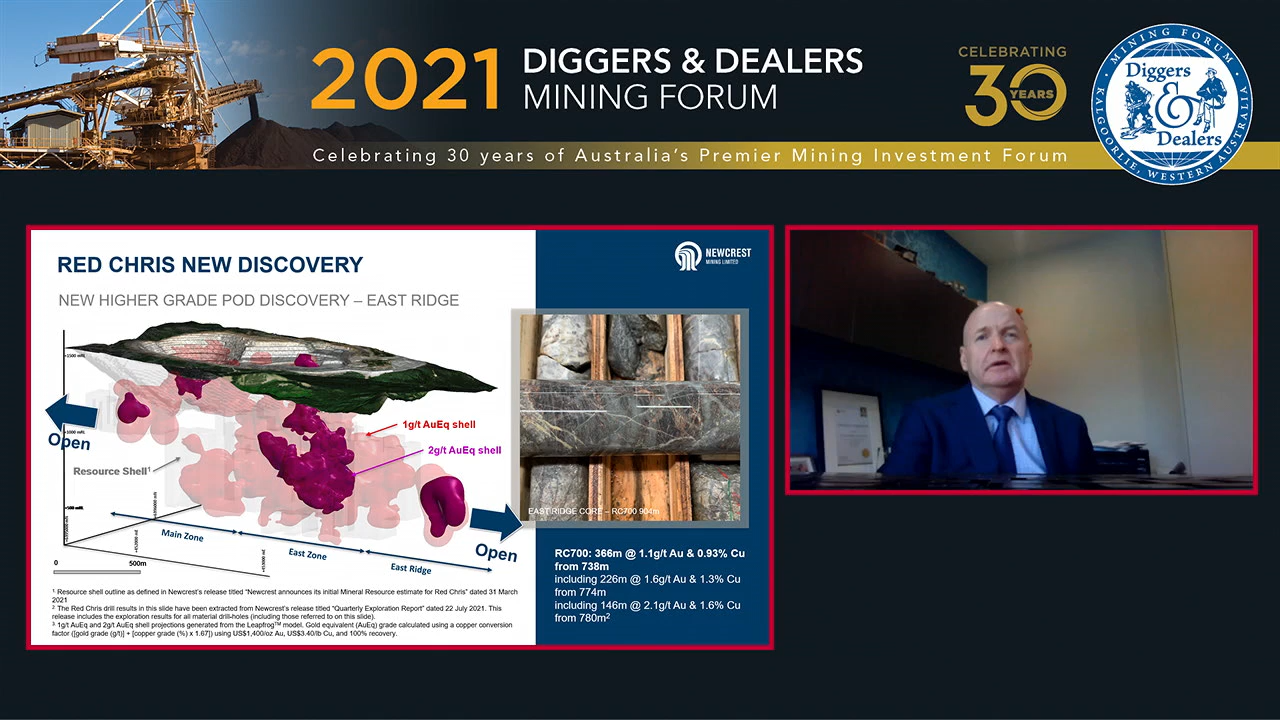 2021 DIGGERS & DEALERS
MINING FORUM
CELEBRATING
30 YEARS
Celebrating 30 years of Australia's Premier Mining Investment Forum
MINING FORUM
Diggers
&
Dealers
KALGOORLIE, WESTERN AUSTRALIA
RED CHRIS NEW DISCOVERY
NEWCREST
MINING LIMITED
NEW HIGHER GRADE POD DISCOVERY – EAST RIDGE
Open
1g/t AuEq shell
2g/t AuEq shell
Resource Shell¹
Main Zone
East Zone
East Ridge
Open
0 500m
EAST RIDGE CORE – RC700 904m
RC700: 366m @ 1.1g/t Au & 0.93% Cu
from 738m
including 226m @ 1.6g/t Au & 1.3% Cu
from 774m
including 146m @ 2.1g/t Au & 1.6% Cu
from 780m²
¹ Resource shell outline as defined in Newcrest's release titled "Newcrest announces its initial Mineral Resource estimate for Red Chris" dated 31 March
2021
² The Red Chris drill results in this slide have been extracted from Newcrest's release titled "Quarterly Exploration Report" dated 22 July 2021. This
release includes the exploration results for all material drill-holes (including those referred to on this slide).
³ 1g/t AuEq and 2g/t AuEq shell projections generated from the Leapfrog™ model. Gold equivalent (AuEq) grade calculated using a copper conversion
factor ([gold grade (g/t)] + [copper grade (%) x 1.67]) using US$1,400/oz Au, US$3.40/lb Cu, and 100% recovery.